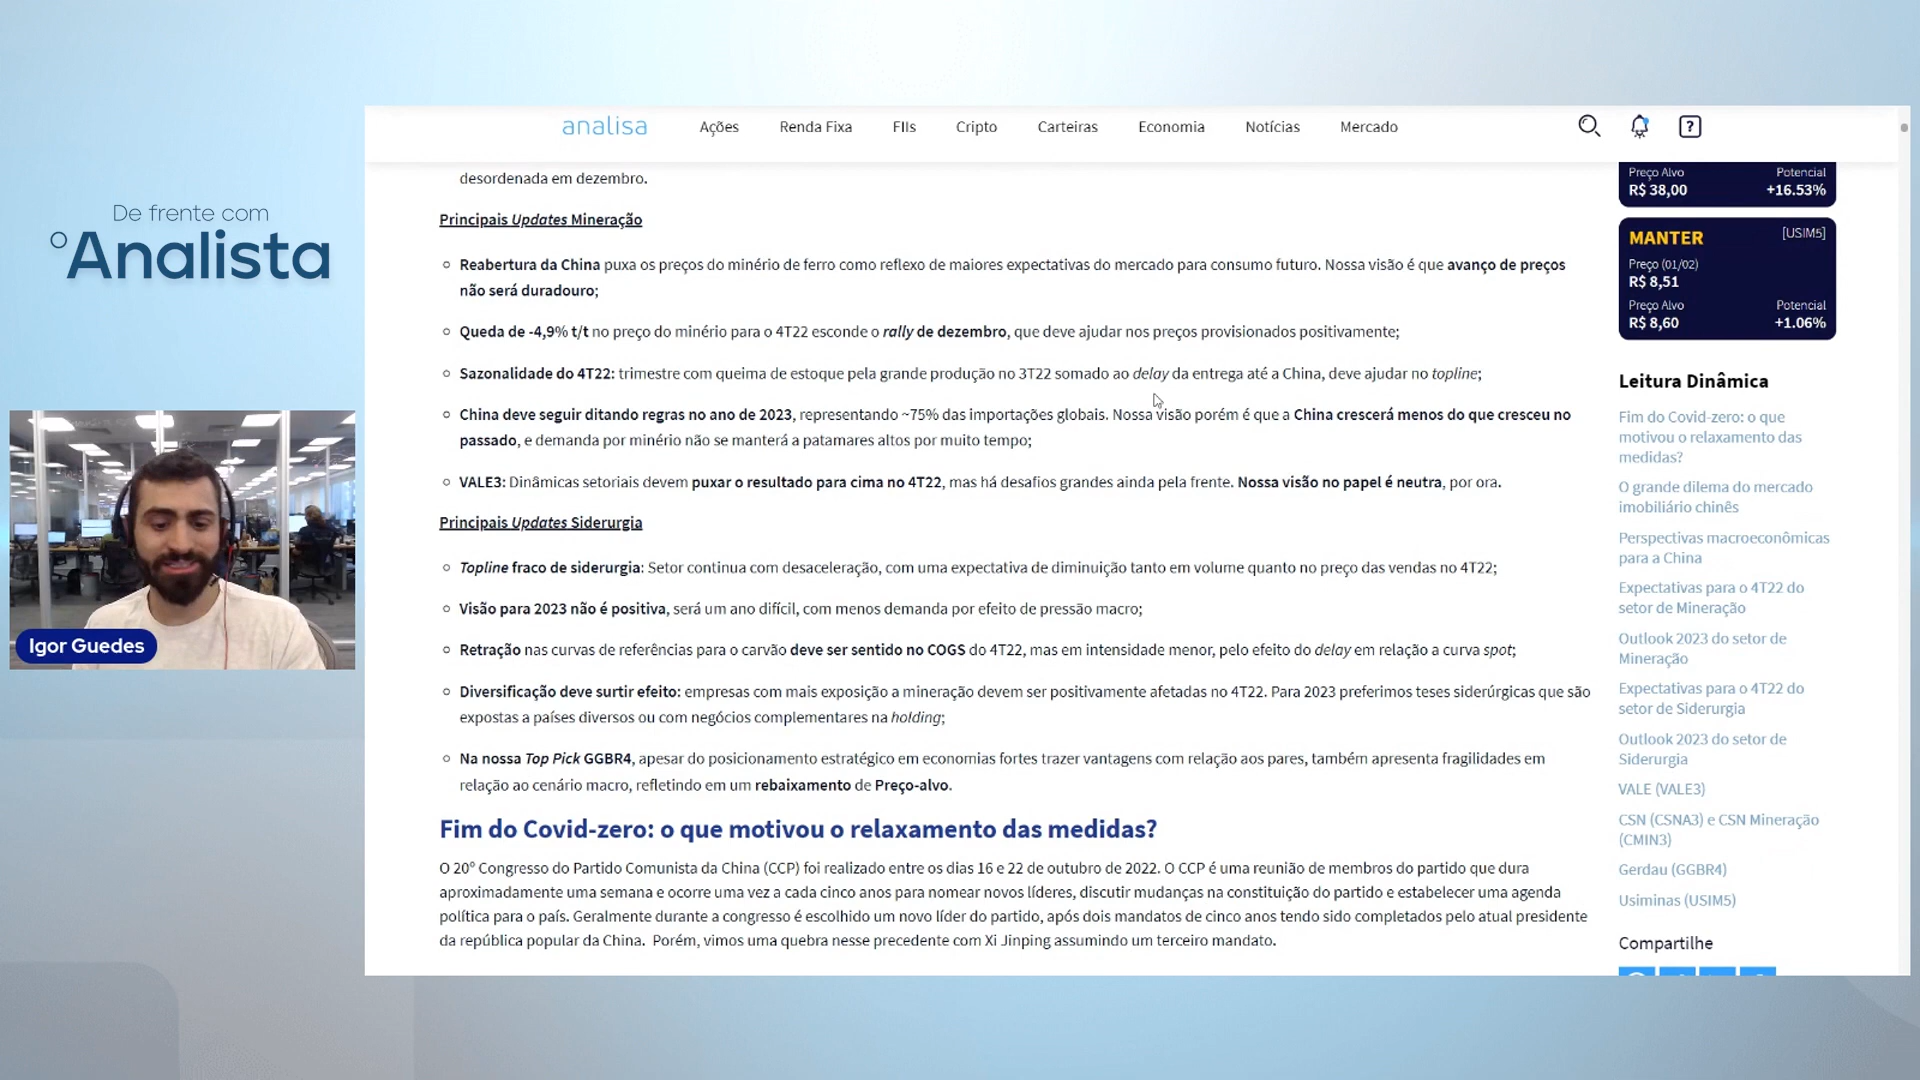 De frente com
°Analista
Igor Guedes
analisa
Ações
Renda Fixa
FIIs
Cripto
Carteiras
Economia
Notícias
Mercado
?
desordenada em dezembro.
Principais Updates Mineração
Reabertura da China puxa os preços do minério de ferro como reflexo de maiores expectativas do mercado para consumo futuro. Nossa visão é que avanço de preços
não será duradouro;
Queda de -4,9% t/t no preço do minério para o 4T22 esconde o rally de dezembro, que deve ajudar nos preços provisionados positivamente;
Sazonalidade do 4T22: trimestre com queima de estoque pela grande produção no 3T22 somado ao delay da entrega até a China, deve ajudar no topline;
China deve seguir ditando regras no ano de 2023, representando ~75% das importações globais. Nossa visão porém é que a China crescerá menos do que cresceu no
passado, e demanda por minério não se manterá a patamares altos por muito tempo;
VALE3: Dinâmicas setoriais devem puxar o resultado para cima no 4T22, mas há desafios grandes ainda pela frente. Nossa visão no papel é neutra, por ora.
Principais Updates Siderurgia
Topline fraco de siderurgia: Setor continua com desaceleração, com uma expectativa de diminuição tanto em volume quanto no preço das vendas no 4T22;
Visão para 2023 não é positiva, será um ano difícil, com menos demanda por efeito de pressão macro;
Retração nas curvas de referências para o carvão deve ser sentido no COGS do 4T22, mas em intensidade menor, pelo efeito do delay em relação a curva spot;
Diversificação deve surtir efeito: empresas com mais exposição a mineração devem ser positivamente afetadas no 4T22. Para 2023 preferimos teses siderúrgicas que são
expostas a países diversos ou com negócios complementares na holding;
Na nossa Top Pick GGBR4, apesar do posicionamento estratégico em economias fortes trazer vantagens com relação aos pares, também apresenta fragilidades em
relação ao cenário macro, refletindo em um rebaixamento de Preço-alvo.
Fim do Covid-zero: o que motivou o relaxamento das medidas?
O 20º Congresso do Partido Comunista da China (CCP) foi realizado entre os dias 16 e 22 de outubro de 2022. O CCP é uma reunião de membros do partido que dura
aproximadamente uma semana e ocorre uma vez a cada cinco anos para nomear novos líderes, discutir mudanças na constituição do partido e estabelecer uma agenda
política para o país. Geralmente durante a congresso é escolhido um novo líder do partido, após dois mandatos de cinco anos tendo sido completados pelo atual presidente
da república popular da China. Porém, vimos uma quebra nesse precedente com Xi Jinping assumindo um terceiro mandato.
Preço Alvo Potencial
R$ 38,00 +16.53%
MANTER [USIM5]
Preço (01/02)
R$ 8,51
Preço Alvo Potencial
R$ 8,60 +1.06%
Leitura Dinâmica
Fim do Covid-zero: o que
motivou o relaxamento das
medidas?
O grande dilema do mercado
imobiliário chinês
Perspectivas macroeconômicas
para a China
Expectativas para o 4T22 do
setor de Mineração
Outlook 2023 do setor de
Mineração
Expectativas para o 4T22 do
setor de Siderurgia
Outlook 2023 do setor de
Siderurgia
VALE (VALE3)
CSN (CSNA3) e CSN Mineração
(CMIN3)
Gerdau (GGBR4)
Usiminas (USIM5)
Compartilhe